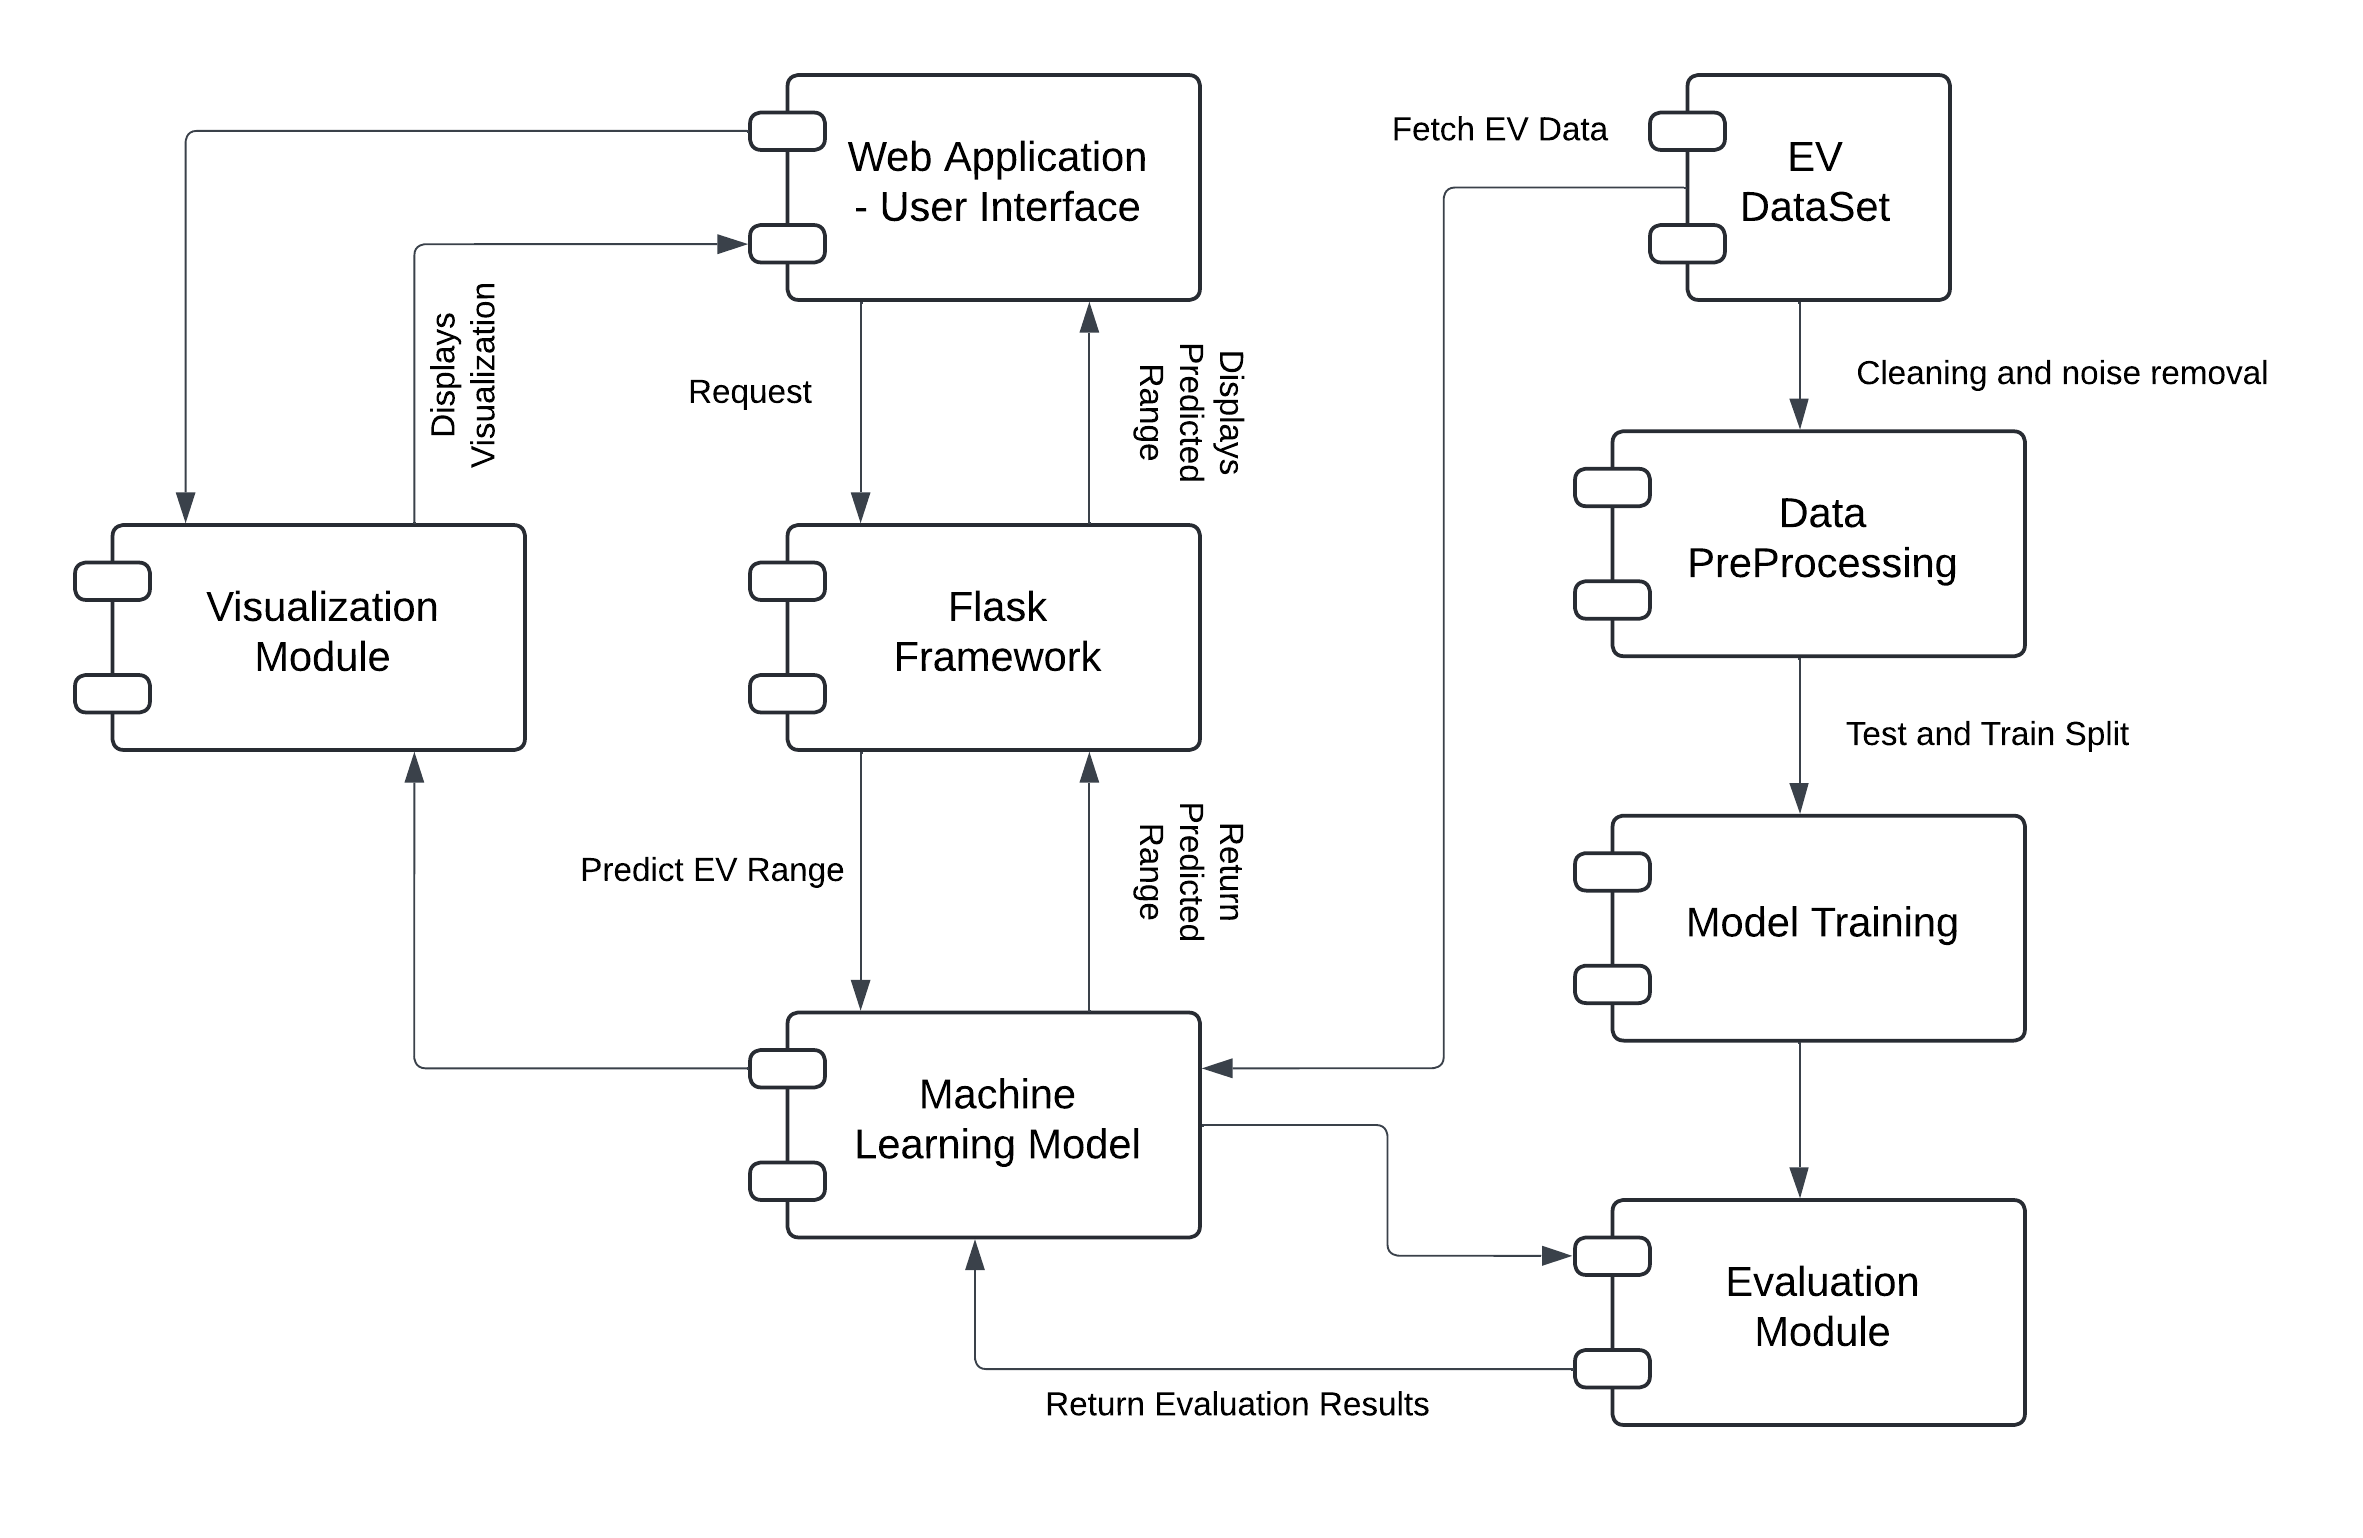 Web Application
- User Interface
Fetch EV Data
EV
DataSet
Displays
Visualization
Request
Displays
Predicted
Range
Cleaning and noise removal
Visualization
Module
Flask
Framework
Data
PreProcessing
Test and Train Split
Predict EV Range
Return
Predicted
Range
Model Training
Machine
Learning Model
Evaluation
Module
Return Evaluation Results